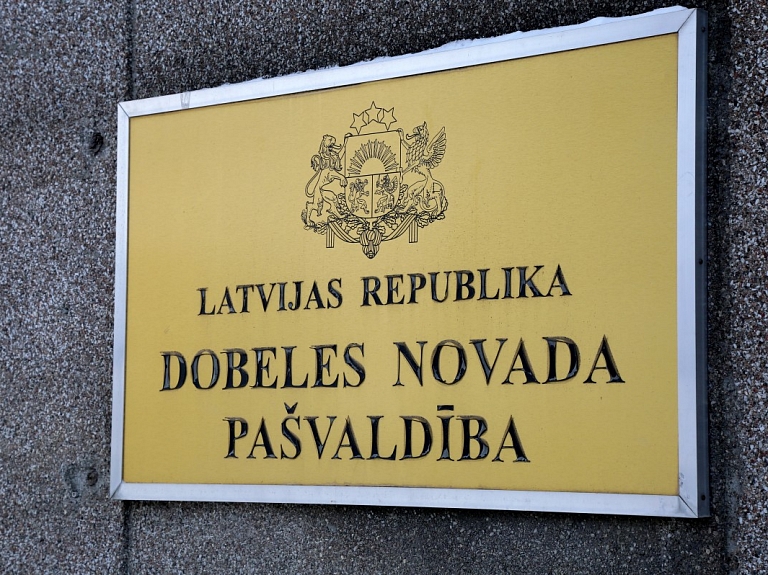 LATVIJAS REPUBLIKA
DOBELES NOVADA
PAŠVALDĪBA